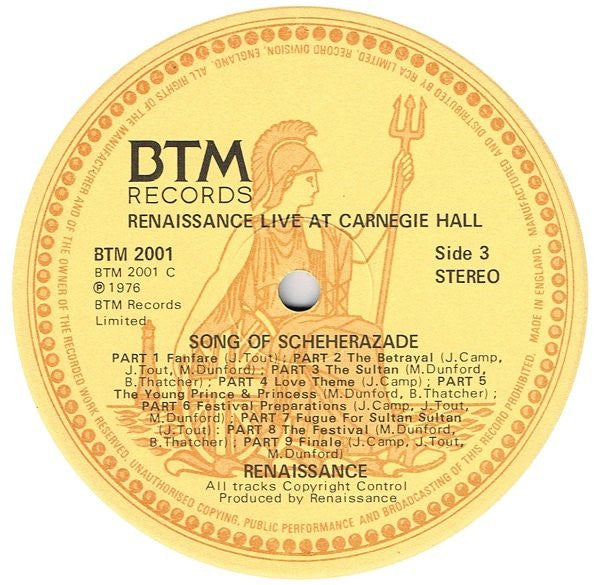 MANUFACTURED AND DISTRIBUTED BY RCA LIMITED, RECORD DIVISION, ENGLAND. ALL RIGHTS OF THE MANUFACTURER AND OF THE OWNER OF THE RECORDED WORK RESERVED. UNAUTHORISED COPYING, PUBLIC PERFORMANCE AND BROADCASTING OF THIS RECORD PROHIBITED. MADE IN ENGLAND.
BTM
RECORDS
RENAISSANCE LIVE AT CARNEGIE HALL
BTM 2001
Side 3
BTM 2001 C
STEREO
℗ 1976
BTM Records
Limited
SONG OF SCHEHERAZADE
PART 1 Fanfare (J.Tout) ; PART 2 The Betrayal (J.Camp,
J.Tout, M.Dunford) ; PART 3 The Sultan (M.Dunford,
B.Thatcher) ; PART 4 Love Theme (J.Camp) ; PART 5
The Young Prince & Princess (M.Dunford, B.Thatcher) ;
PART 6 Festival Preparations (J.Camp, J.Tout,
M.Dunford) ; PART 7 Fugue For Sultan Sultan
(J.Tout) ; PART 8 The Festival (M.Dunford,
B.Thatcher) ; PART 9 Finale (J.Camp, J.Tout,
M.Dunford)
RENAISSANCE
All tracks Copyright Control
Produced by Renaissance